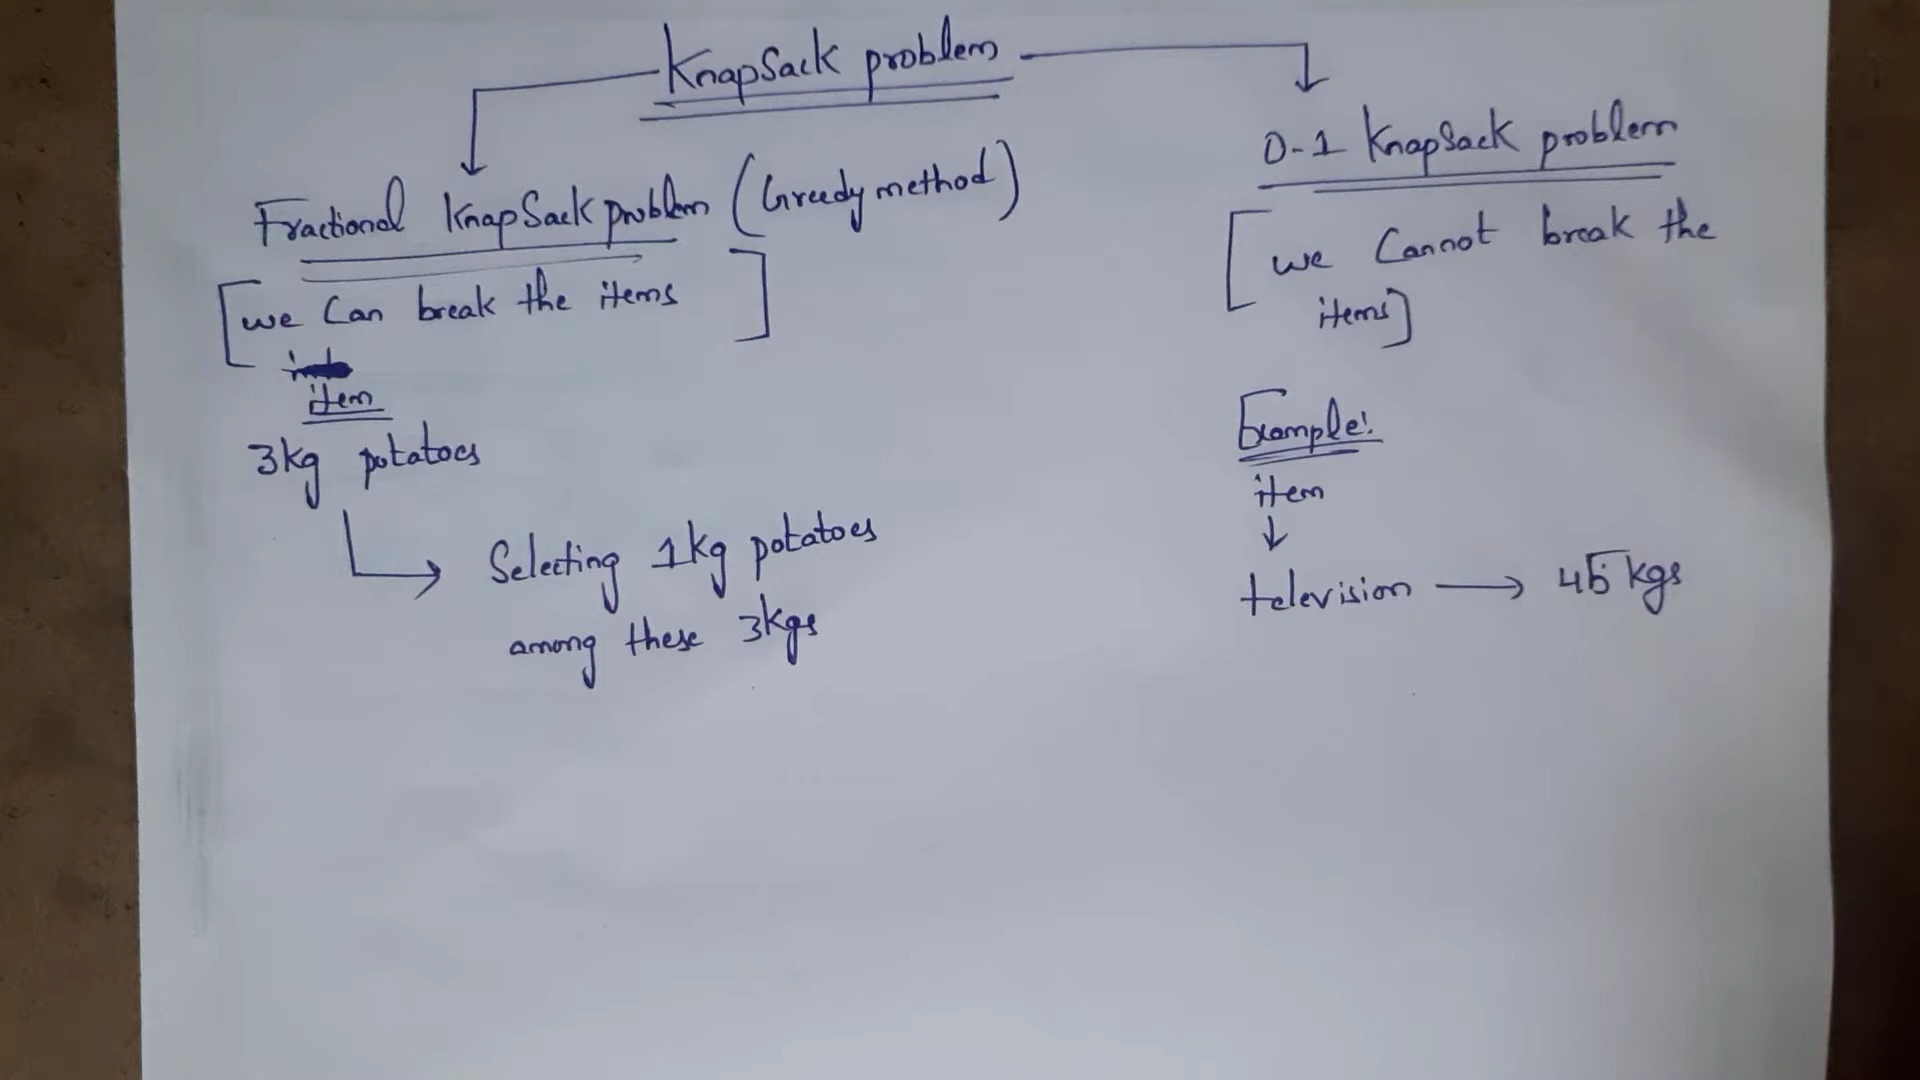 KnapSack problem
Fractional KnapSack problem (Greedy method)
[we Can break the items]
item
3kg potatoes
Selecting 1kg potatoes
among these 3kgs
0-1 KnapSack problem
[we Cannot break the
items]
Example:
item
television → 45 kgs